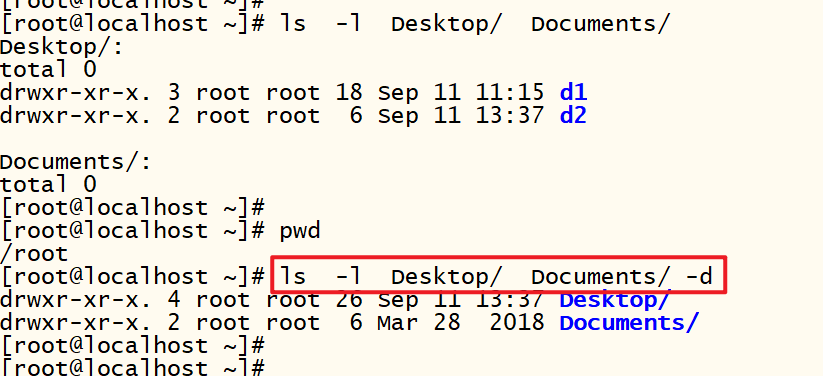 [root@localhost ~]#
[root@localhost ~]# ls  -l  Desktop/  Documents/
Desktop/:
total 0
drwxr-xr-x. 3 root root 18 Sep 11 11:15 d1
drwxr-xr-x. 2 root root  6 Sep 11 13:37 d2

Documents/:
total 0
[root@localhost ~]#
[root@localhost ~]# pwd
/root
[root@localhost ~]# ls  -l  Desktop/  Documents/ -d
drwxr-xr-x. 4 root root 26 Sep 11 13:37 Desktop/
drwxr-xr-x. 2 root root  6 Mar 28  2018 Documents/
[root@localhost ~]#
[root@localhost ~]#